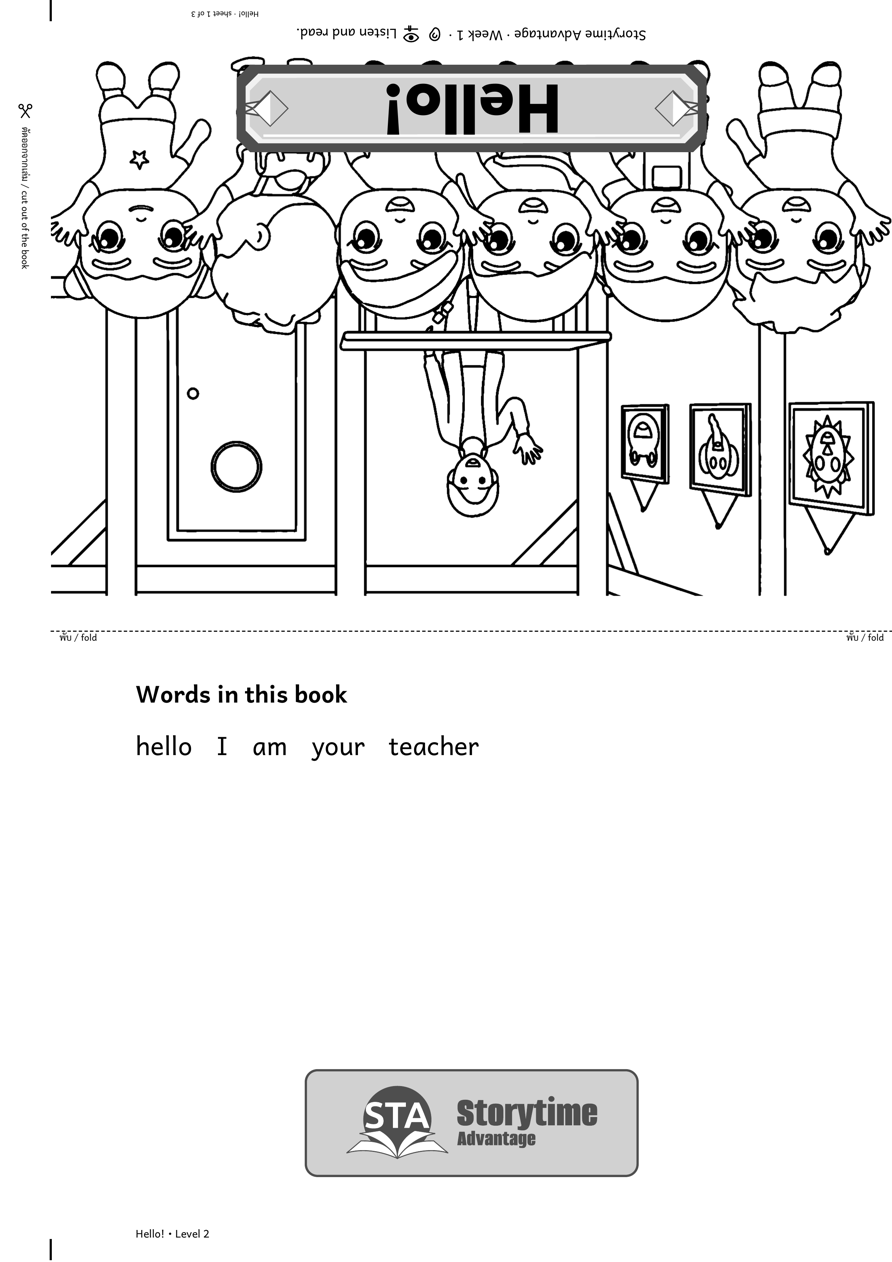 Hello! · sheet 1 of 3
Storytime Advantage · Week 1 · Listen and read.
Hello!
ตัดออกจากเล่ม / cut out of the book
พับ / fold
พับ / fold
Words in this book
hello I am your teacher
STA
Storytime
Advantage
Hello! • Level 2